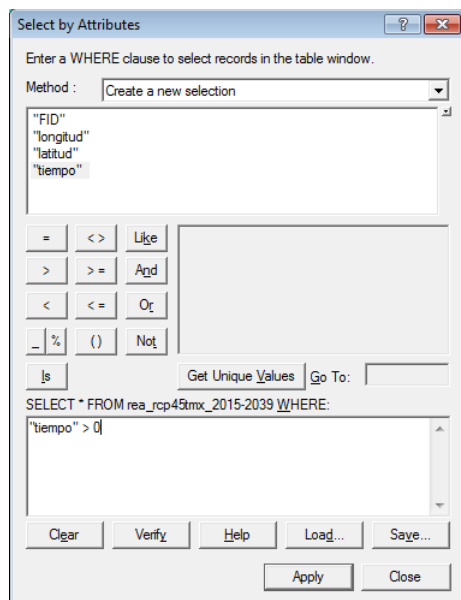 Select by Attributes
Enter a WHERE clause to select records in the table window.
Method : Create a new selection
"FID"
"longitud"
"latitud"
"tiempo"
= <> Like
> >= And
< <= Or
_ % () Not
Is Get Unique Values Go To:
SELECT * FROM rea_rcp45tmx_2015-2039 WHERE:
"tiempo" > 0
Clear Verify Help Load... Save...
Apply Close